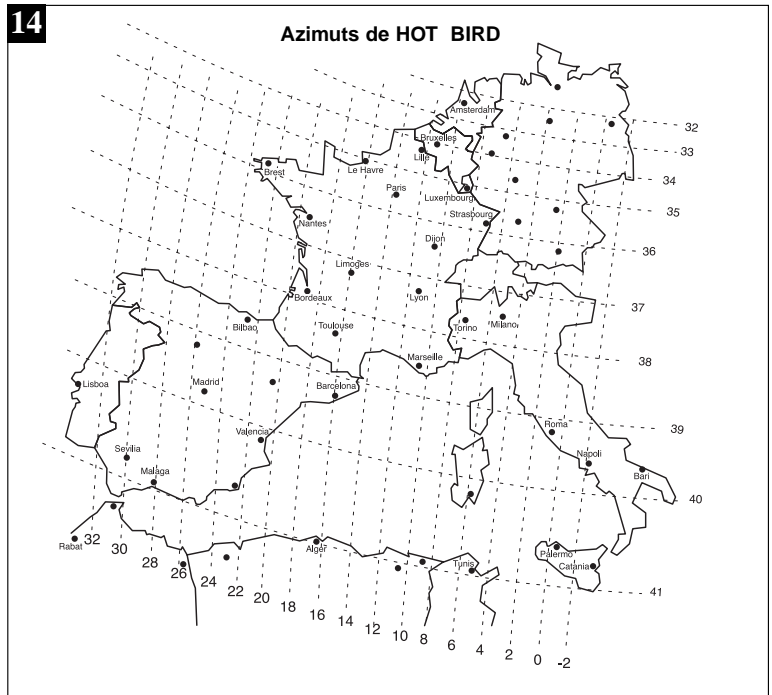 14
Azimuts de HOT BIRD
Amsterdam
32
Bruxelles
33
Lille
Brest
Le Havre
34
Paris
Luxembourg
35
Nantes
Strasbourg
Dijon
36
Limoges
Bordeaux
Lyon
37
Bilbao
Toulouse
Torino
Milano
38
Marseille
Lisboa
Madrid
Barcelona
Roma
39
Valencia
Sevilia
Napoli
Malaga
Bari
40
Rabat
32
30
28
26
24
22
20
18
16
14
12
10
8
6
4
2
0
-2
Alger
Tunis
Palermo
Catania
41